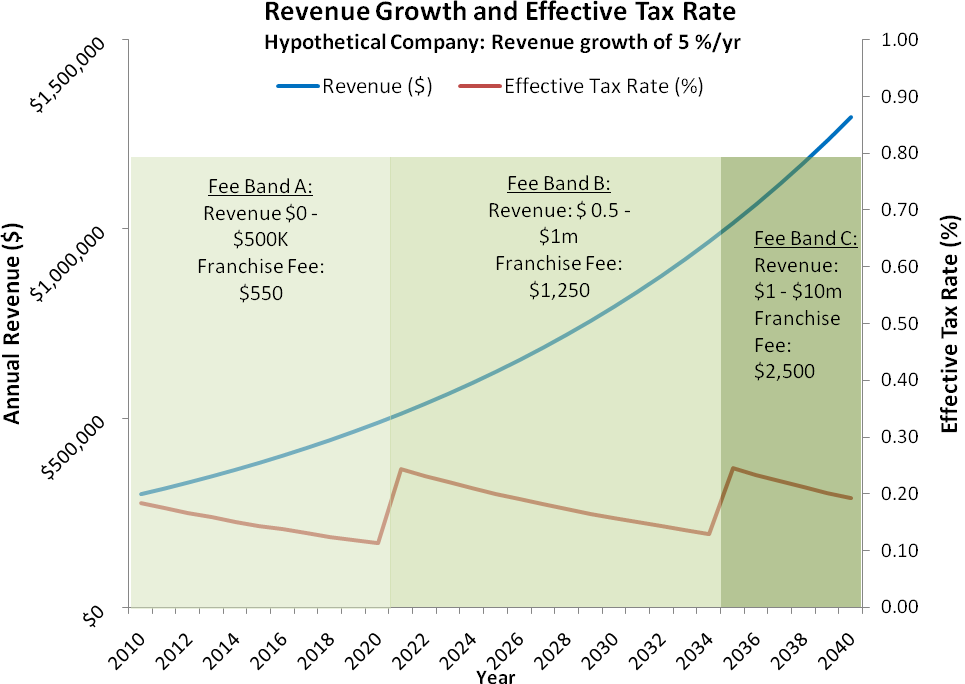 Revenue Growth and Effective Tax Rate
Hypothetical Company: Revenue growth of 5 %/yr
Revenue ($)
Effective Tax Rate (%)
Annual Revenue ($)
$1,500,000
$1,000,000
$500,000
$0
Fee Band A:
Revenue $0 -
$500K
Franchise Fee:
$550
Fee Band B:
Revenue: $ 0.5 -
$1m
Franchise Fee:
$1,250
Fee Band C:
Revenue:
$1 - $10m
Franchise
Fee:
$2,500
1.00
0.90
0.80
0.70
0.60
0.50
0.40
0.30
0.20
0.10
0.00
Effective Tax Rate (%)
2010
2012
2014
2016
2018
2020
2022
2024
2026
2028
2030
2032
2034
2036
2038
2040
Year